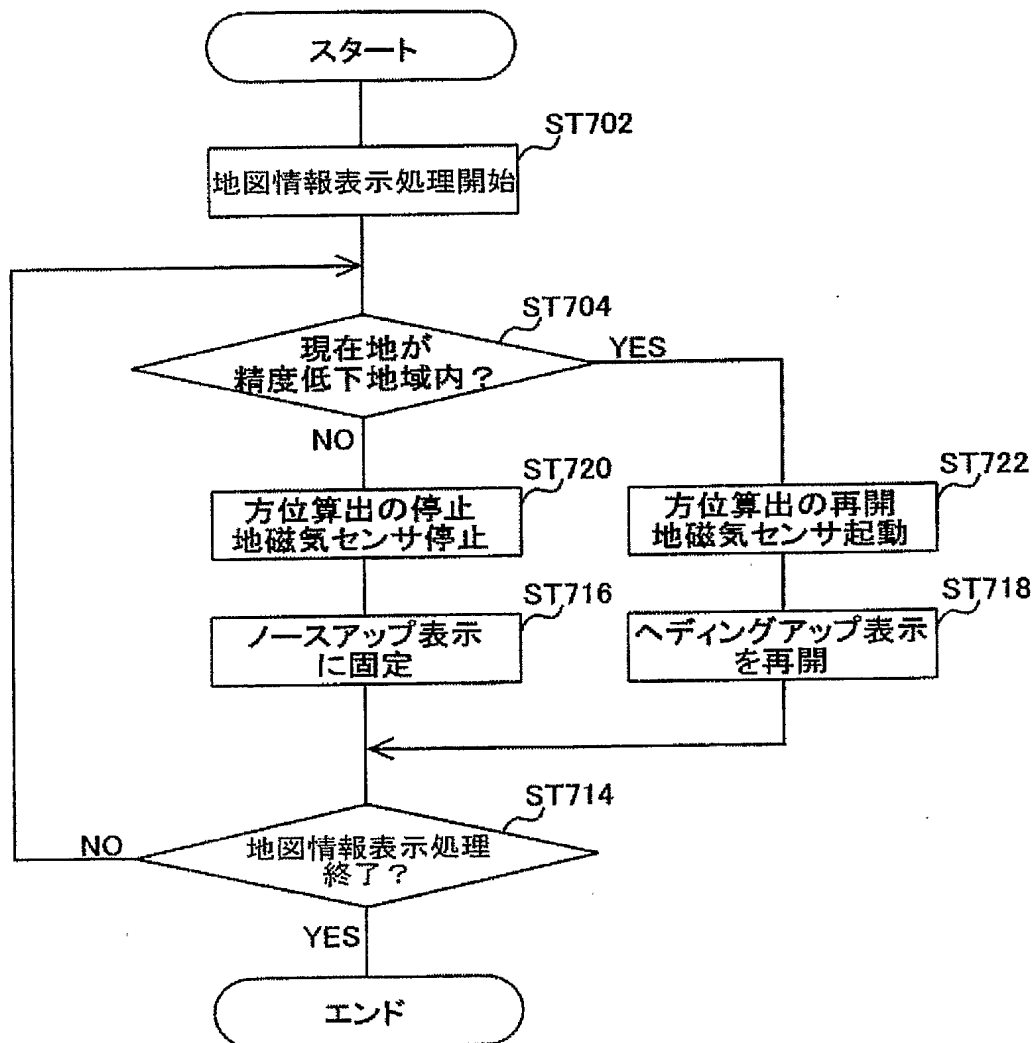 スタート
ST702
地図情報表示処理開始
ST704
現在地が
精度低下地域内?
YES
NO
ST720
方位算出の停止
地磁気センサ停止
ST722
方位算出の再開
地磁気センサ起動
ST716
ノースアップ表示
に固定
ST718
ヘディングアップ表示
を再開
ST714
地図情報表示処理
終了?
NO
YES
エンド